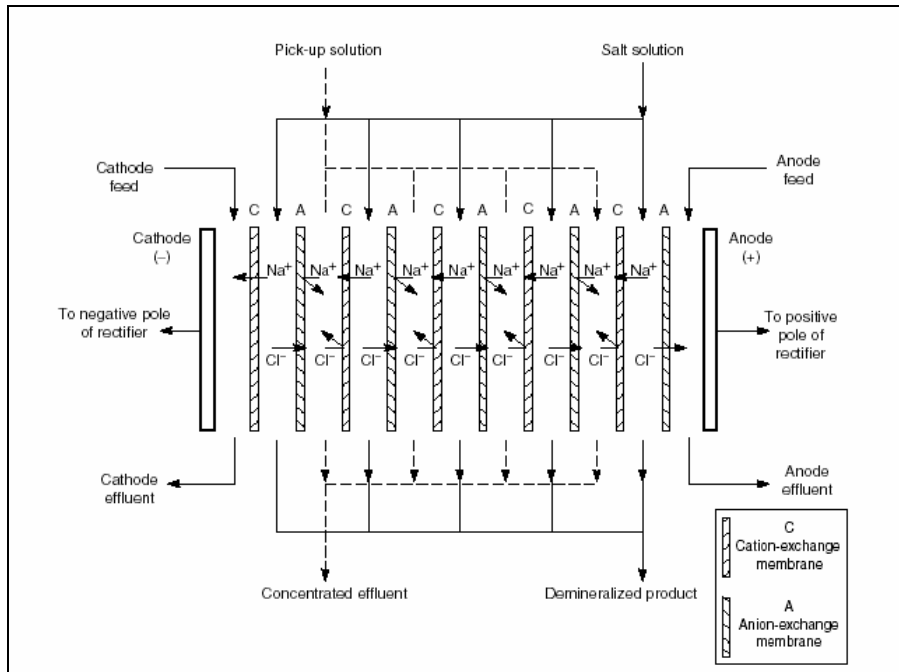 Pick-up solution
Salt solution
Cathode
feed
Anode
feed
C A C A C A C A C A
Cathode
(–)
Anode
(+)
Na⁺ Na⁺ Na⁺ Na⁺ Na⁺ Na⁺ Na⁺ Na⁺ Na⁺
To negative pole
of rectifier
To positive
pole of
rectifier
Cl⁻ Cl⁻ Cl⁻ Cl⁻ Cl⁻ Cl⁻ Cl⁻ Cl⁻ Cl⁻
Cathode
effluent
Anode
effluent
Concentrated effluent
Demineralized product
C
Cation-exchange
membrane
A
Anion-exchange
membrane